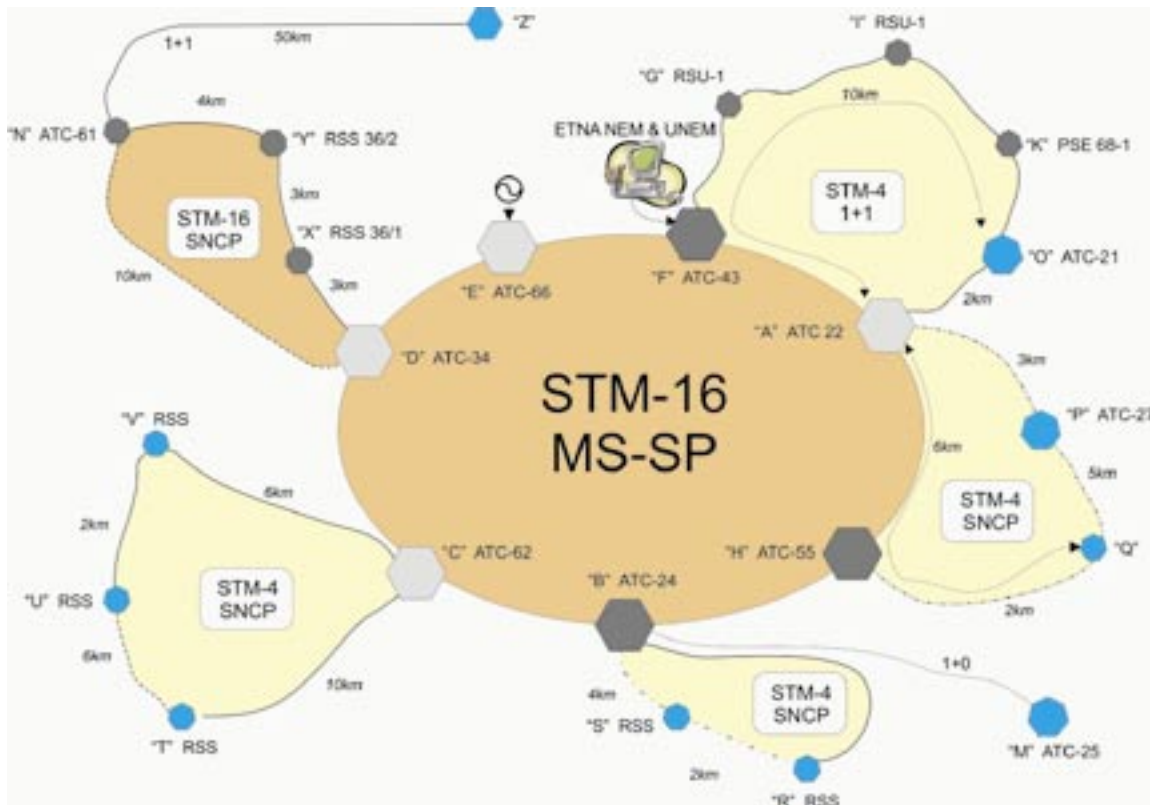 "I" RSU-1
1+1
50km
"Z"
"G" RSU-1
4km
10km
"N" ATC-61
"Y" RSS 36/2
ETNA NEM & UNEM
"K" PSE 68-1
3km
STM-4
1+1
STM-16
SNCP
"X" RSS 36/1
10km
3km
"E" ATC-66
"F" ATC-43
"O" ATC-21
2km
"D" ATC-34
"A" ATC 22
3km
STM-16
MS-SP
"V" RSS
6km
"P" ATC-27
6km
5km
2km
STM-4
SNCP
"C" ATC-62
"H" ATC-55
"Q"
"U" RSS
STM-4
SNCP
"B" ATC-24
2km
6km
10km
1+0
4km
STM-4
SNCP
"S" RSS
"T" RSS
2km
"M" ATC-25
"R" RSS